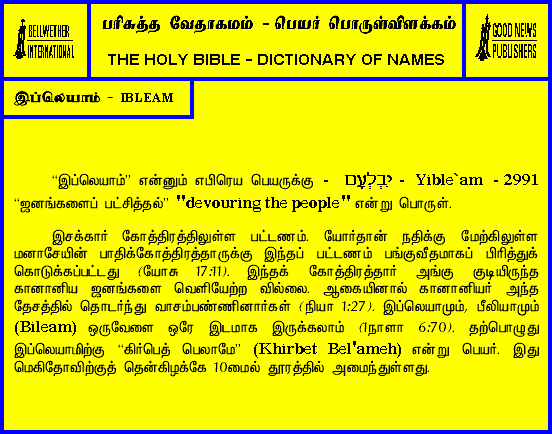 BELLWETHER
INTERNATIONAL
பரிசுத்த வேதாகமம் - பெயர் பொருள்விளக்கம்
THE HOLY BIBLE - DICTIONARY OF NAMES
GOOD NEWS
PUBLISHERS
இப்லெயாம் - IBLEAM
“இப்லெயாம்” என்னும் எபிரெய பெயருக்கு - יִבְלְעָם - Yible`am - 2991
“ஜனங்களைப் பட்சித்தல்” "devouring the people" என்று பொருள்.
இசக்கார் கோத்திரத்திலுள்ள பட்டணம். யோர்தான் நதிக்கு மேற்கிலுள்ள
மனாசேயின் பாதிக்கோத்திரத்தாருக்கு இந்தப் பட்டணம் பங்குவீதமாகப் பிரித்துக்
கொடுக்கப்பட்டது (யோசு 17:11). இந்தக் கோத்திரத்தார் அங்கு குடியிருந்த
கானானிய ஜனங்களை வெளியேற்ற வில்லை. ஆகையினால் கானானியர் அந்த
தேசத்தில் தொடர்ந்து வாசம்பண்ணினார்கள் (நியா 1:27). இப்லெயாமும், பீலியாமும்
(Bileam) ஒருவேளை ஒரே இடமாக இருக்கலாம் (1நாளா 6:70). தற்பொழுது
இப்லெயாமிற்கு “கிர்பெத் பெலாமே” (Khirbet Bel'ameh) என்று பெயர். இது
மெகிதோவிற்குத் தென்கிழக்கே 10மைல் தூரத்தில் அமைந்துள்ளது.